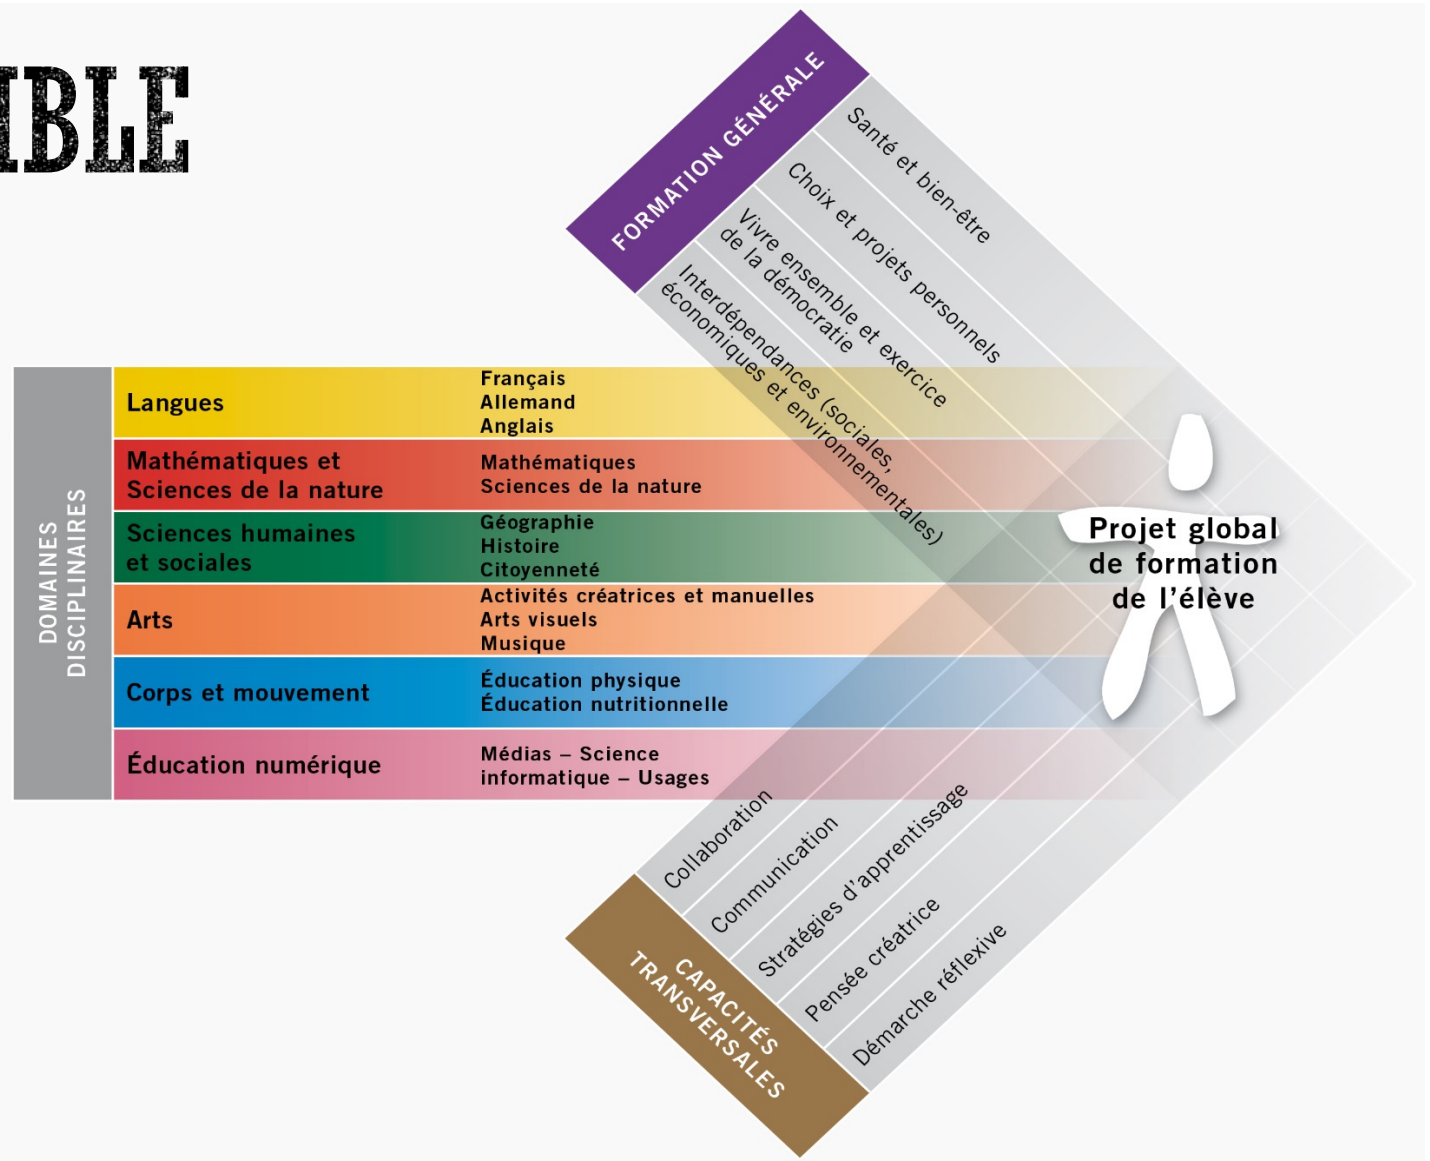 IBLE
FORMATION GÉNÉRALE
Santé et bien-être
Choix et projets personnels
Vivre ensemble et exercice
de la démocratie
Interdépendances (sociales,
économiques et environnementales)
DOMAINES
DISCIPLINAIRES
Langues
Français
Allemand
Anglais
Mathématiques et
Sciences de la nature
Mathématiques
Sciences de la nature
Sciences humaines
et sociales
Géographie
Histoire
Citoyenneté
Arts
Activités créatrices et manuelles
Arts visuels
Musique
Corps et mouvement
Éducation physique
Éducation nutritionnelle
Éducation numérique
Médias – Science
informatique – Usages
Projet global
de formation
de l’élève
Collaboration
Communication
Stratégies d’apprentissage
Pensée créatrice
Démarche réflexive
CAPACITÉS
TRANSVERSALES